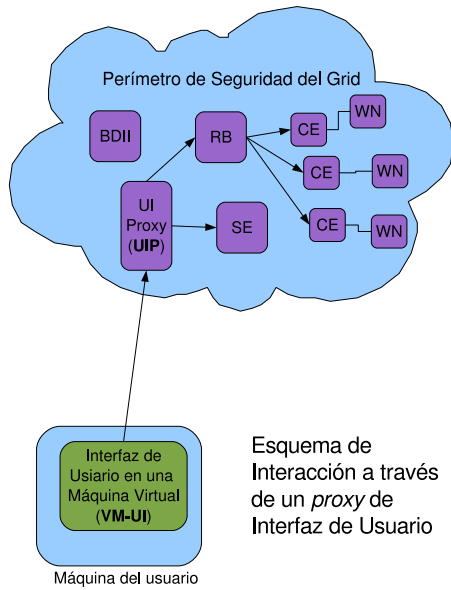 Perímetro de Seguridad del Grid
BDII
RB
CE
WN
CE
WN
CE
WN
UI
Proxy
(UIP)
SE
Interfaz de
Usiario en una
Máquina Virtual
(VM-UI)
Máquina del usuario
Esquema de
Interacción a través
de un proxy de
Interfaz de Usuario